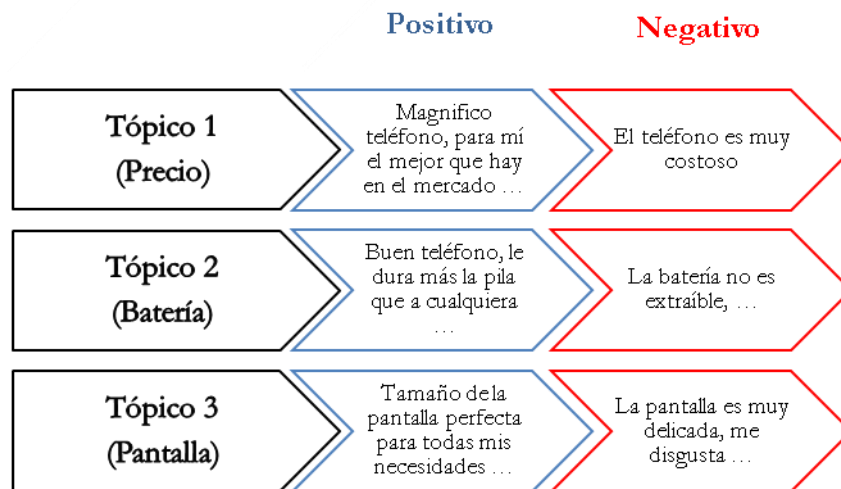 Positivo
Negativo
Tópico 1
(Precio)
Magnifico
teléfono, para mí
el mejor que hay
en el mercado …
El teléfono es muy
costoso
Tópico 2
(Batería)
Buen teléfono, le
dura más la pila
que a cualquiera
…
La batería no es
extraíble, …
Tópico 3
(Pantalla)
Tamaño de la
pantalla perfecta
para todas mis
necesidades …
La pantalla es muy
delicada, me
disgusta …